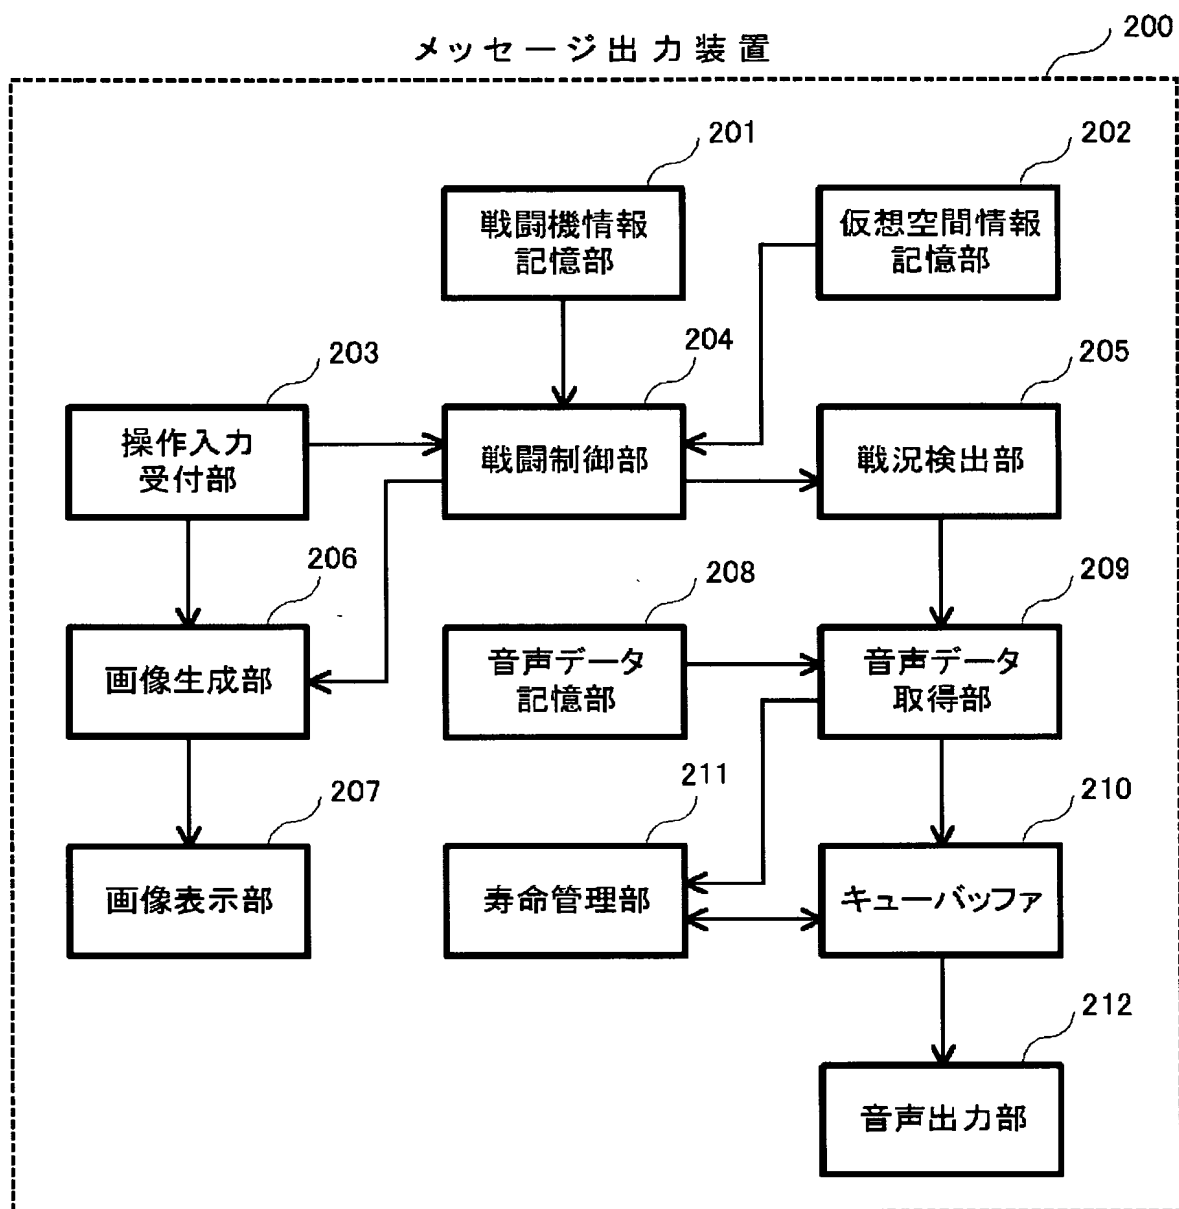 200
メッセージ出力装置
201
戦闘機情報
記憶部
202
仮想空間情報
記憶部
203
操作入力
受付部
204
戦闘制御部
205
戦況検出部
206
画像生成部
208
音声データ
記憶部
209
音声データ
取得部
207
画像表示部
211
寿命管理部
210
キューバッファ
212
音声出力部